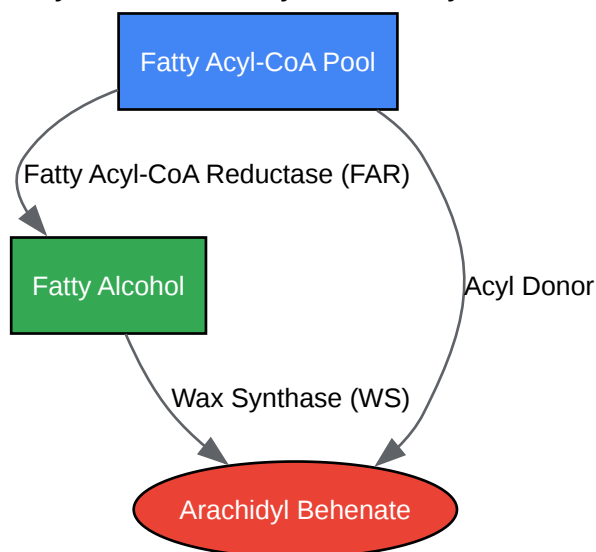 Fatty Acyl-CoA Pool
Fatty Acyl-CoA Reductase (FAR)
Fatty Alcohol
Acyl Donor
Wax Synthase (WS)
Arachidyl Behenate